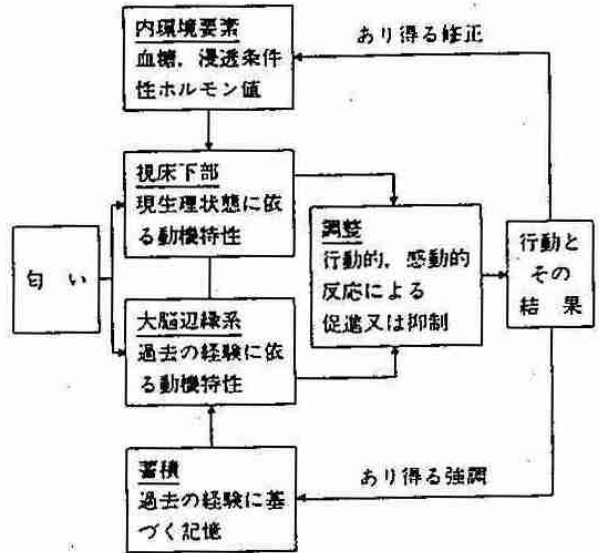 内環境要素
血糖，浸透条件
性ホルモン値
あり得る修正
視床下部
現生理状態に依
る動機特性
匂い
調整
行動的，感動的
反応による
促進又は抑制
行動と
その
結果
大脳辺縁系
過去の経験に依
る動機特性
蓄積
過去の経験に基
づく記憶
あり得る強調